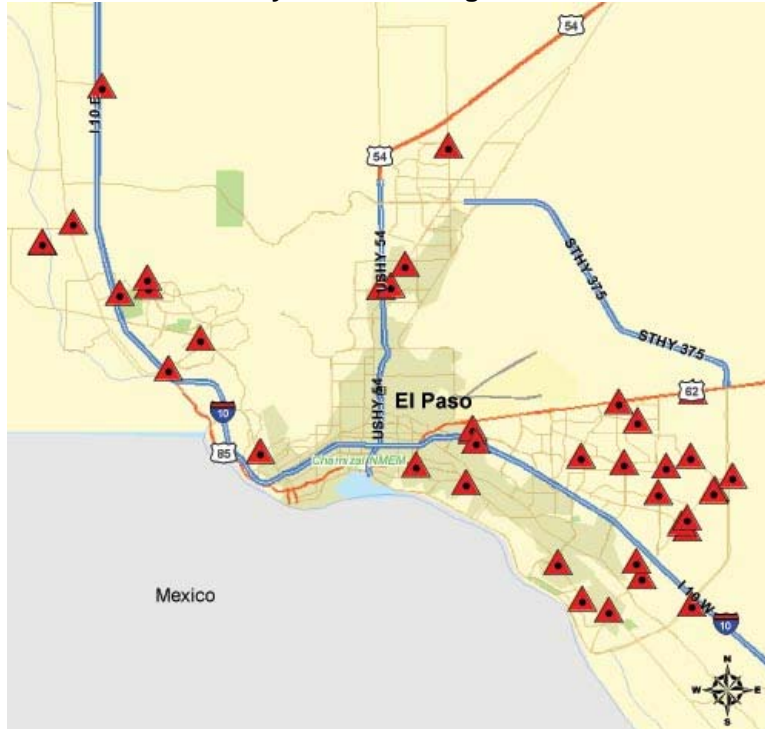 54
I 10 E
54
USHY 54
STHY 375
STHY 375
62
El Paso
USHY 54
10
85
Chamizal NMEM
Mexico
I 10 W
10
N
W
E
S